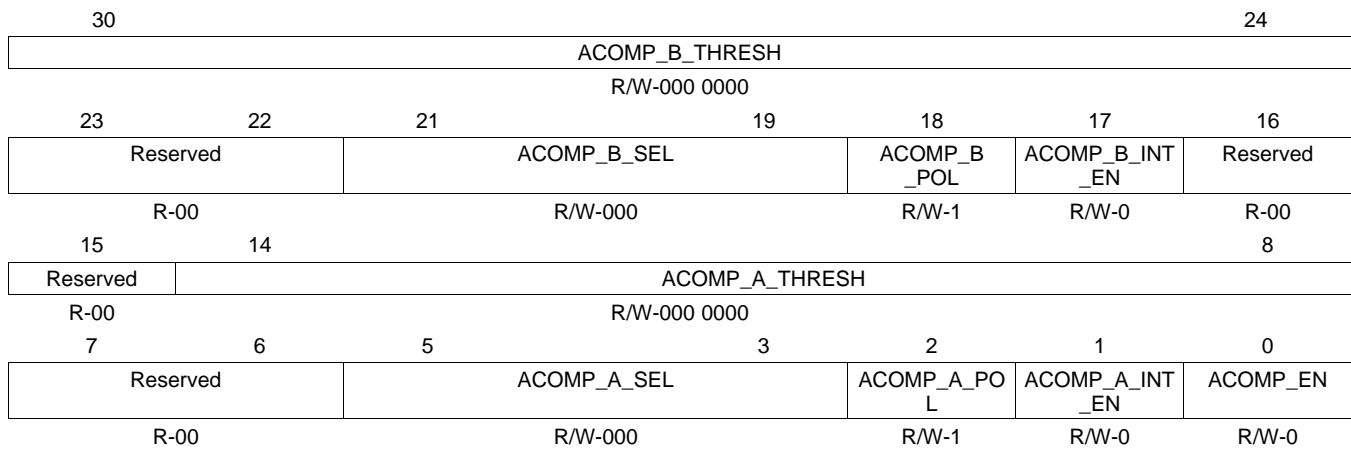 30 24
ACOMP_B_THRESH
R/W-000 0000
23 22 21 19 18 17 16
Reserved ACOMP_B_SEL ACOMP_B ACOMP_B_INT Reserved
_POL _EN
R-00 R/W-000 R/W-1 R/W-0 R-00
15 14 8
Reserved ACOMP_A_THRESH
R-00 R/W-000 0000
7 6 5 3 2 1 0
Reserved ACOMP_A_SEL ACOMP_A_PO ACOMP_A_INT ACOMP_EN
L _EN
R-00 R/W-000 R/W-1 R/W-0 R/W-0